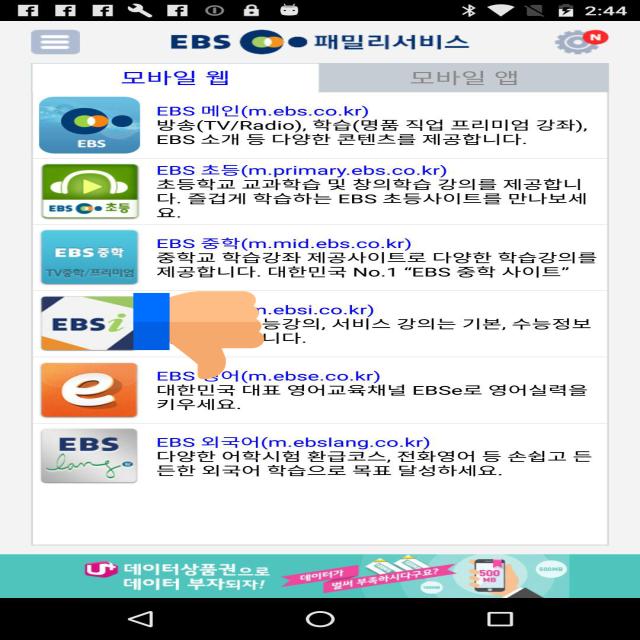 2:44
EBS 패밀리서비스
N
모바일 웹
모바일 앱
EBS
EBS 메인(m.ebs.co.kr)
방송(TV/Radio), 학습(명품 직업 프리미엄 강좌),
EBS 소개 등 다양한 콘텐츠를 제공합니다.
EBS 초등
EBS 초등(m.primary.ebs.co.kr)
초등학교 교과학습 및 창의학습 강의를 제공합니
다. 즐겁게 학습하는 EBS 초등사이트를 만나보세
요.
EBS 중학
TV중학/프리미엄
EBS 중학(m.mid.ebs.co.kr)
중학교 학습강좌 제공사이트로 다양한 학습강의를
제공합니다. 대한민국 No.1 “EBS 중학 사이트”
EBSi
.ebsi.co.kr)
능강의, 서비스 강의는 기본, 수능정보
니다.
e
EBS 영어(m.ebse.co.kr)
대한민국 대표 영어교육채널 EBSe로 영어실력을
키우세요.
EBS
lang
EBS 외국어(m.ebslang.co.kr)
다양한 어학시험 환급코스, 전화영어 등 손쉽고 든
든한 외국어 학습으로 목표 달성하세요.
U+ 데이터상품권으로
데이터 부자되자!
데이터가
벌써 부족하시다구요?
500
MB
500MB